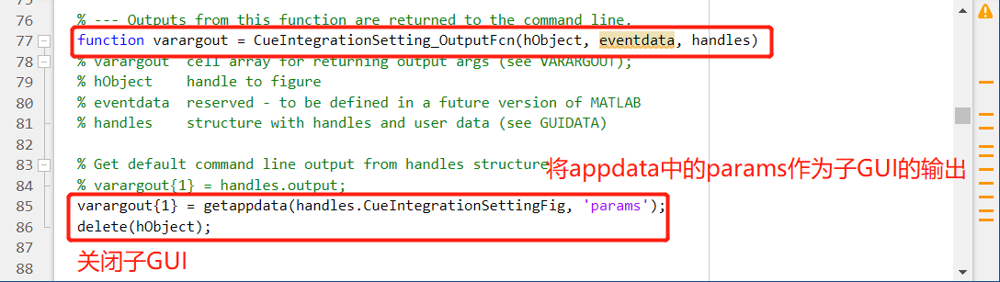 75
76 % --- Outputs from this function are returned to the command line.
77 function varargout = CueIntegrationSetting_OutputFcn(hObject, eventdata, handles)
78 % varargout  cell array for returning output args (see VARARGOUT);
79 % hObject    handle to figure
80 % eventdata  reserved - to be defined in a future version of MATLAB
81 % handles    structure with handles and user data (see GUIDATA)
82
83 % Get default command line output from handles structure
将appdata中的params作为子GUI的输出
84 % varargout{1} = handles.output;
85 varargout{1} = getappdata(handles.CueIntegrationSettingFig, 'params');
86 delete(hObject);
87
关闭子GUI
88